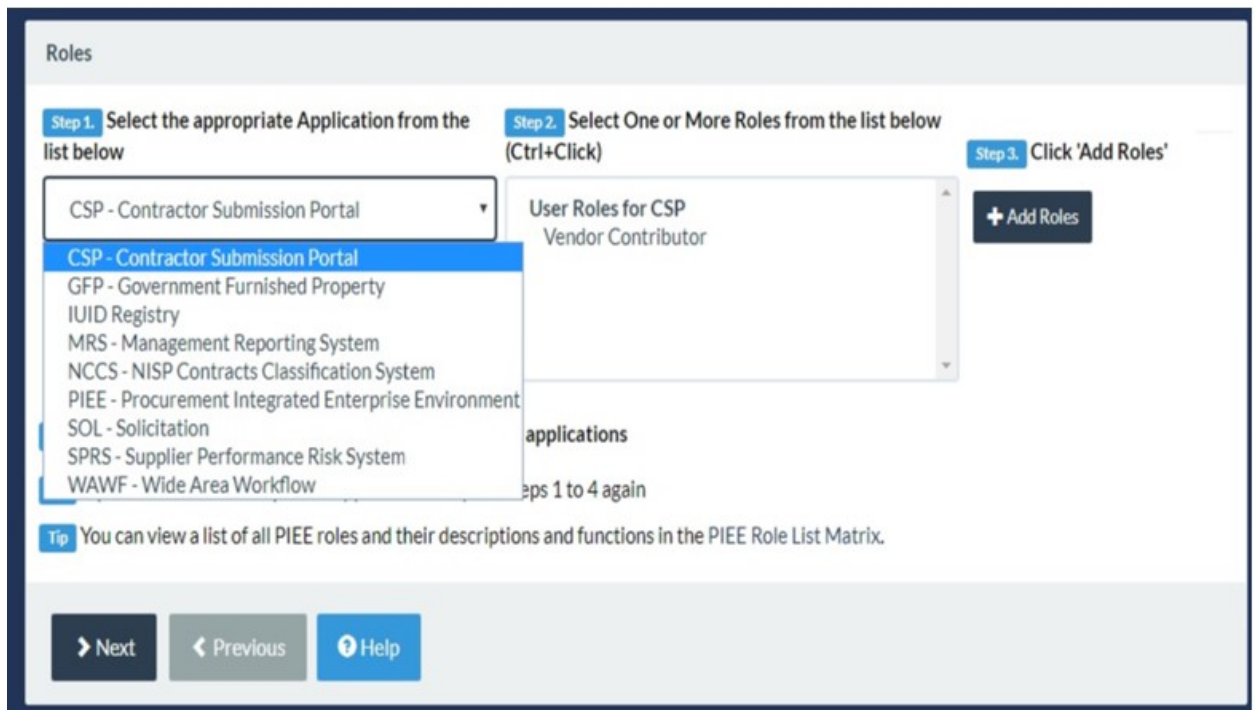 Roles
Step 1. Select the appropriate Application from the
list below
Step 2. Select One or More Roles from the list below
(Ctrl+Click)
Step 3. Click 'Add Roles'
CSP - Contractor Submission Portal
User Roles for CSP
Vendor Contributor
Add Roles
CSP - Contractor Submission Portal
GFP - Government Furnished Property
IUID Registry
MRS - Management Reporting System
NCCS - NISP Contracts Classification System
PIEE - Procurement Integrated Enterprise Environment
SOL - Solicitation
SPRS - Supplier Performance Risk System
WAWF - Wide Area Workflow
applications
eps 1 to 4 again
Tip You can view a list of all PIEE roles and their descriptions and functions in the PIEE Role List Matrix.
Next
Previous
Help